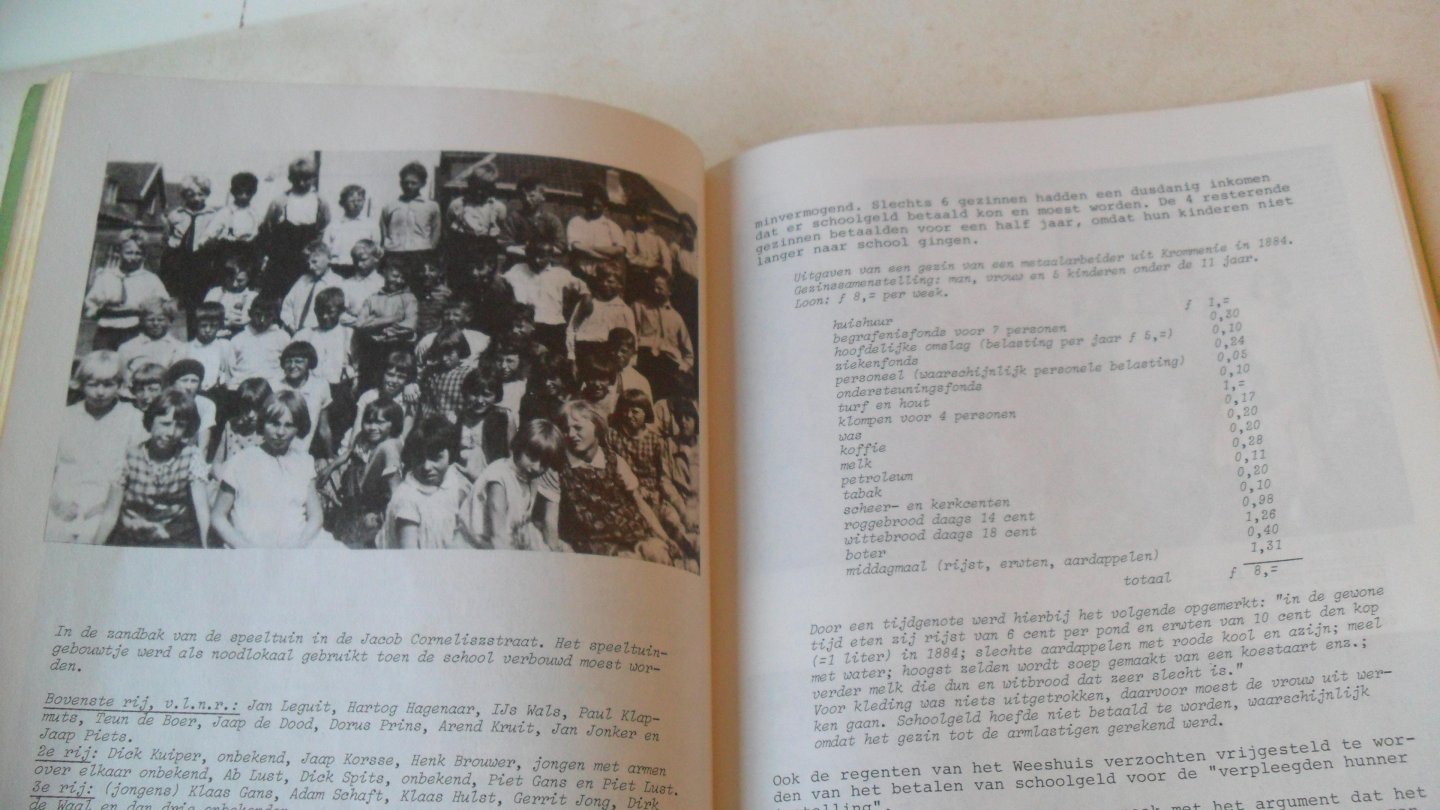 In de zandbak van de speeltuin in de Jacob Corneliszstraat. Het speeltuin-
gebouwtje werd als noodlokaal gebruikt toen de school verbouwd moest wor-
den.
Bovenste rij, v.l.n.r.: Jan Leguit, Hartog Hagenaar, IJs Wals, Paul Klap-
muts, Teun de Boer, Jaap de Dood, Dorus Prins, Arend Kruit, Jan Jonker en
Jaap Piets.
2e rij: Dick Kuiper, onbekend, Jaap Korsse, Henk Brouwer, jongen met armen
over elkaar onbekend, Ab Lust, Dick Spits, onbekend, Piet Gans en Piet Lust.
3e rij: (jongens) Klaas Gans, Adam Schaft, Klaas Hulst, Gerrit Jong, Dirk
de Waal en dan drie onbekenden
minvermogend. Slechts 6 gezinnen hadden een dusdanig inkomen
dat er schoolgeld betaald kon en moest worden. De 4 resterende
gezinnen betaalden voor een half jaar, omdat hun kinderen niet
langer naar school gingen.
Uitgaven van een gezin van een metaalarbeider uit Krommenie in 1884.
Gezinssamenstelling: man, vrouw en 5 kinderen onder de 11 jaar.
Loon: ƒ 8,= per week.
huishuur ƒ 1,=
begrafenisfonds voor 7 personen 0,30
hoofdelijke omslag (belasting per jaar ƒ 5,=) 0,10
ziekenfonds 0,24
personeel (waarschijnlijk personele belasting) 0,05
ondersteuningsfonds 0,10
turf en hout 1,=
klompen voor 4 personen 0,17
was 0,20
koffie 0,20
melk 0,28
petroleum 0,11
tabak 0,20
scheer- en kerkcenten 0,10
roggebrood daags 14 cent 0,98
wittebrood daags 18 cent 1,26
boter 0,40
middagmaal (rijst, erwten, aardappelen) 1,31
totaal ƒ 8,=
Door een tijdgenote werd hierbij het volgende opgemerkt: "in de gewone
tijd eten zij rijst van 6 cent per pond en erwten van 10 cent den kop
(=1 liter) in 1884; slechte aardappelen met roode kool en azijn; meel
met water; hoogst zelden wordt soep gemaakt van een koestaart enz.;
verder melk die dun en witbrood dat zeer slecht is."
Voor kleding was niets uitgetrokken, daarvoor moest de vrouw uit wer-
ken gaan. Schoolgeld hoefde niet betaald te worden, waarschijnlijk
omdat het gezin tot de armlastigen gerekend werd.
Ook de regenten van het Weeshuis verzochten vrijgesteld te wor-
den van het betalen van schoolgeld voor de "verpleegden hunner
stelling".
met het argument dat het